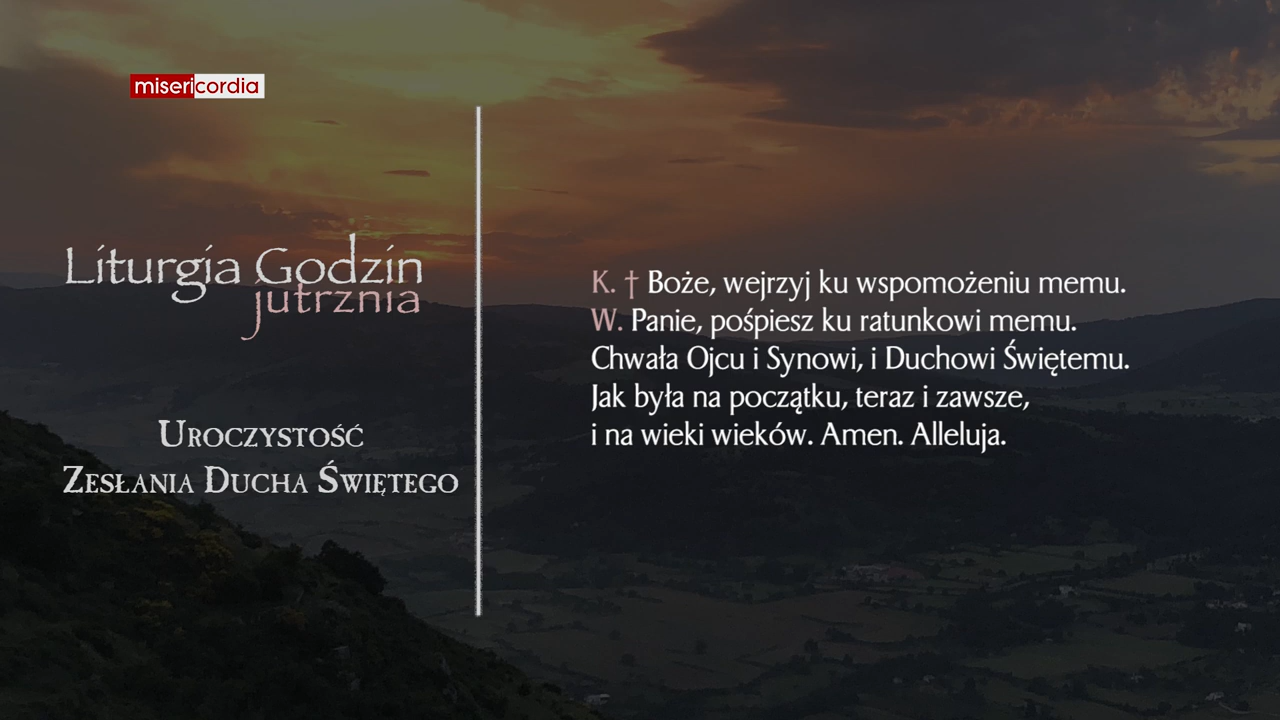 misericordia
Liturgia Godzin
jutrznia
Uroczystość
Zesłania Ducha Świętego
K. † Boże, wejrzyj ku wspomożeniu memu.
W. Panie, pośpiesz ku ratunkowi memu.
Chwała Ojcu i Synowi, i Duchowi Świętemu.
Jak była na początku, teraz i zawsze,
i na wieki wieków. Amen. Alleluja.